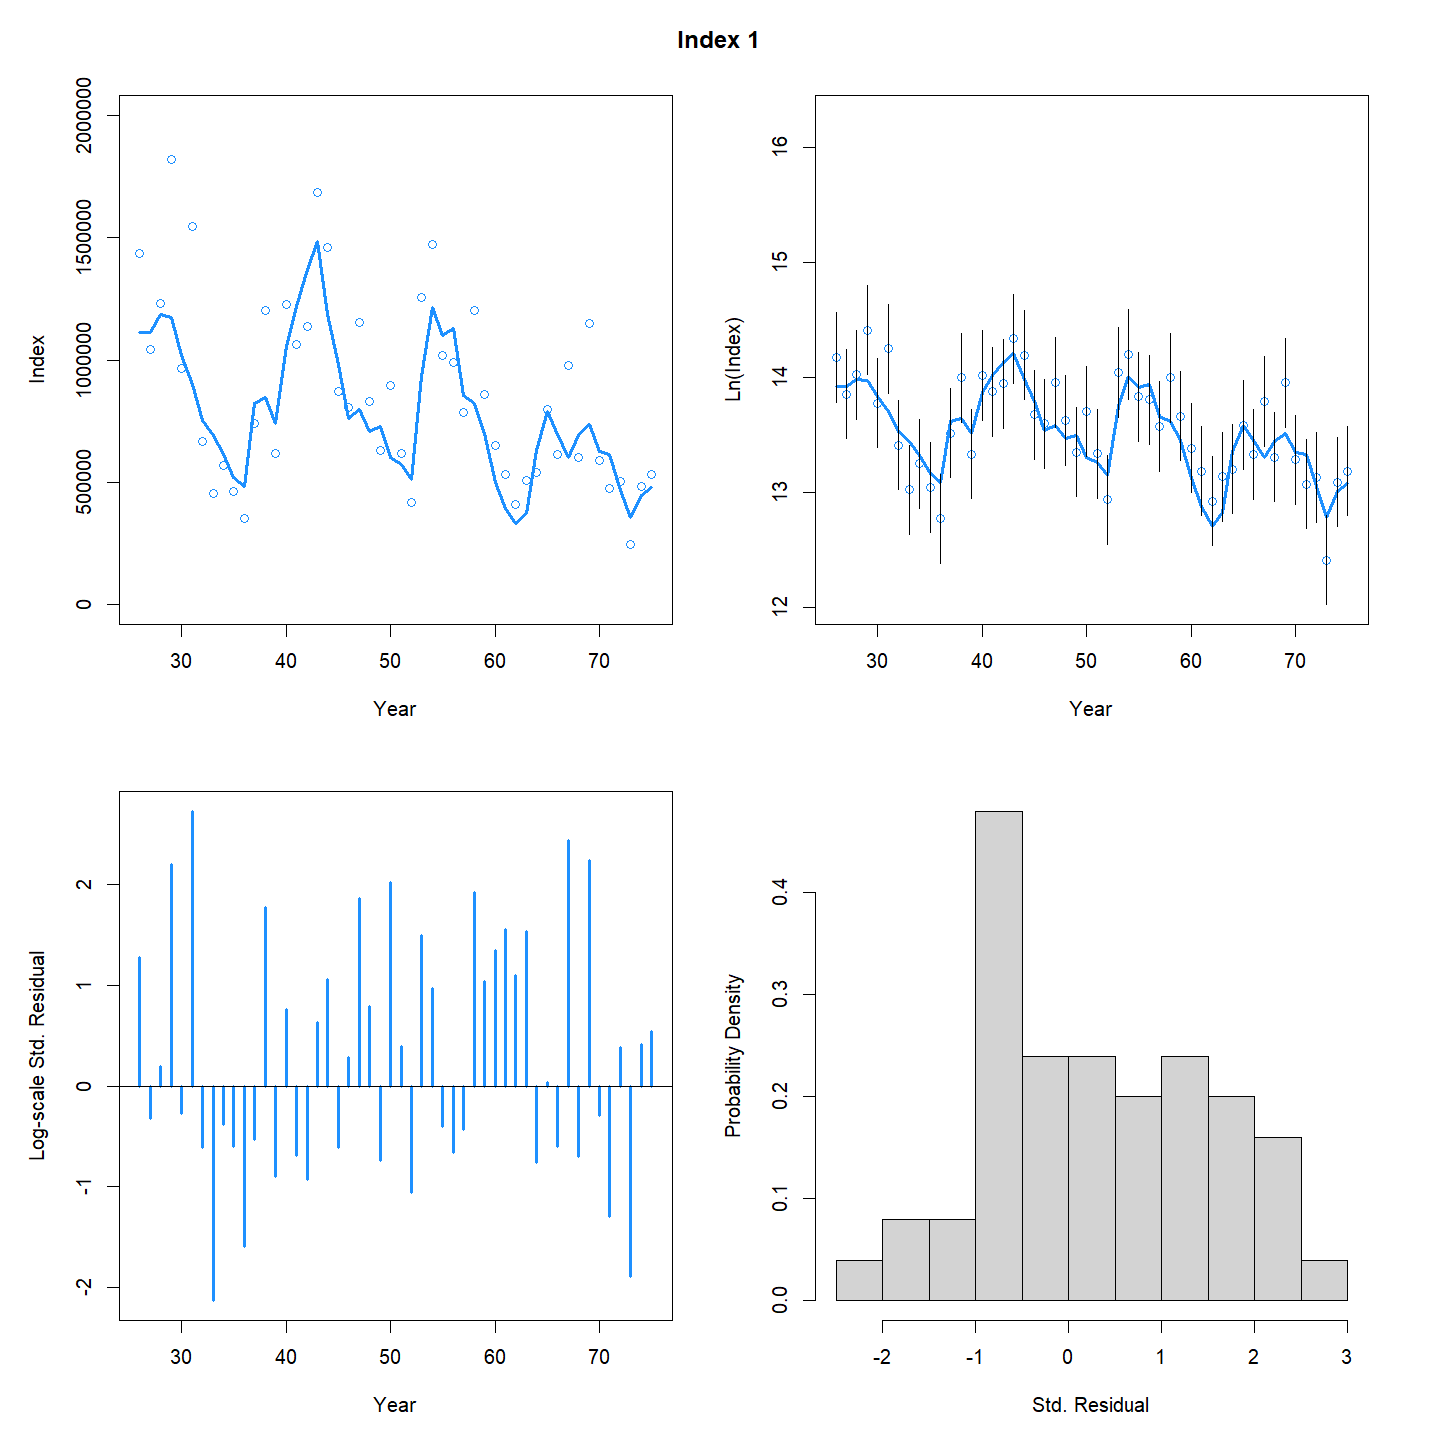 Index 1
Index
0
500000
1000000
1500000
2000000
30 40 50 60 70
Year
Ln(Index)
12
13
14
15
16
30 40 50 60 70
Year
Log-scale Std. Residual
-2
-1
0
1
2
30 40 50 60 70
Year
Probability Density
0.0
0.1
0.2
0.3
0.4
-2 -1 0 1 2 3
Std. Residual